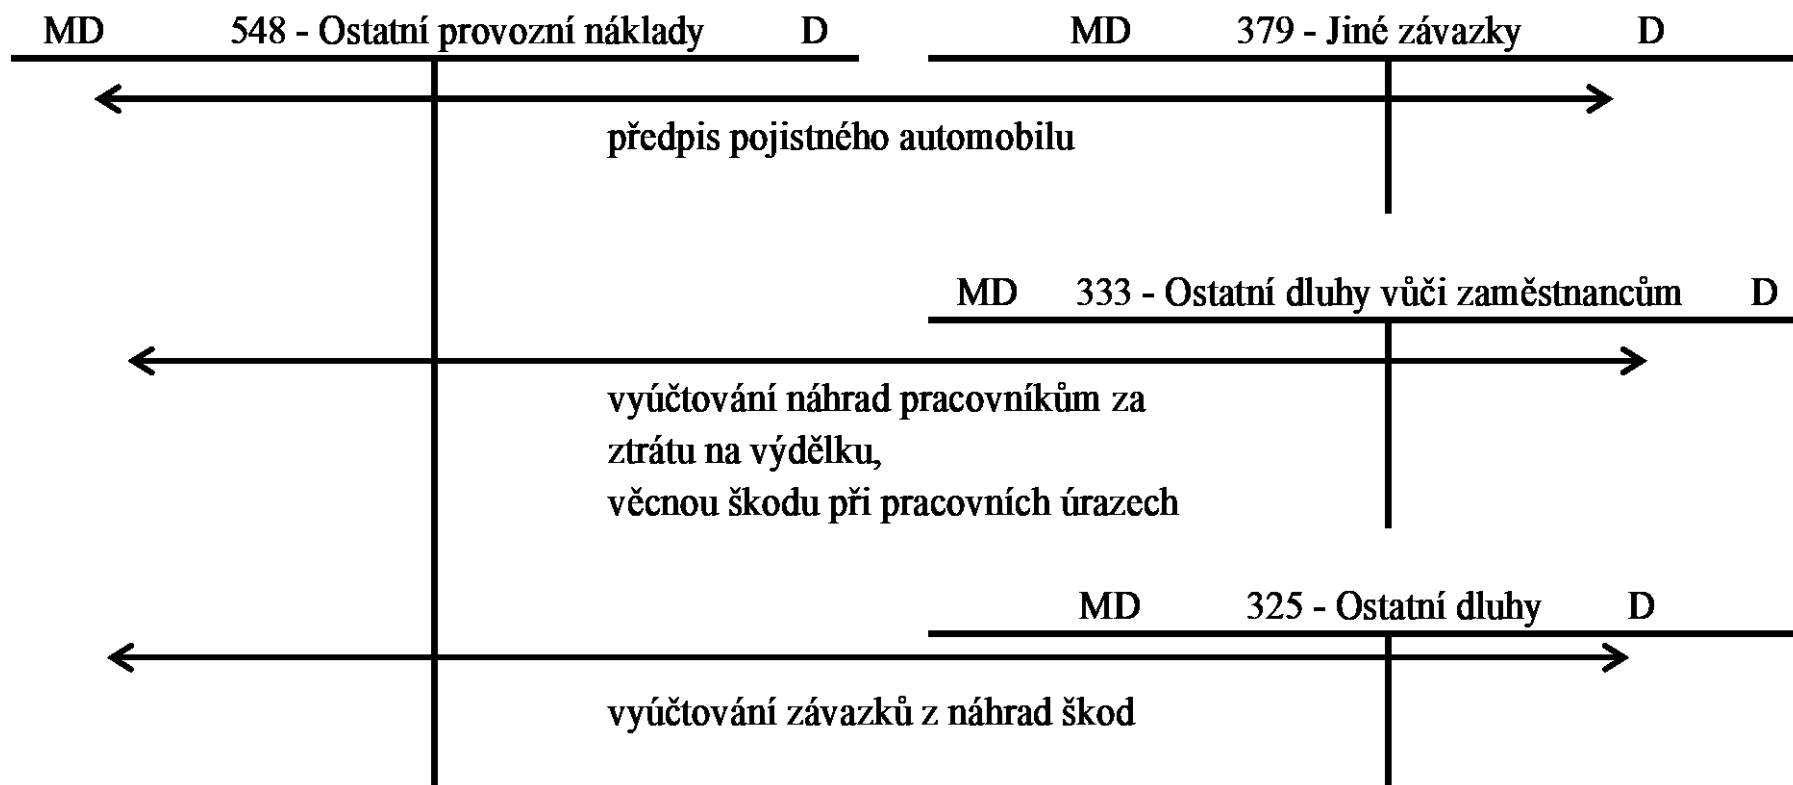 MD 548 - Ostatní provozní náklady D MD 379 - Jiné závazky D
předpis pojistného automobilu
MD 333 - Ostatní dluhy vůči zaměstnancům D
vyúčtování náhrad pracovníkům za
ztrátu na výdělku,
věcnou škodu při pracovních úrazech
MD 325 - Ostatní dluhy D
vyúčtování závazků z náhrad škod